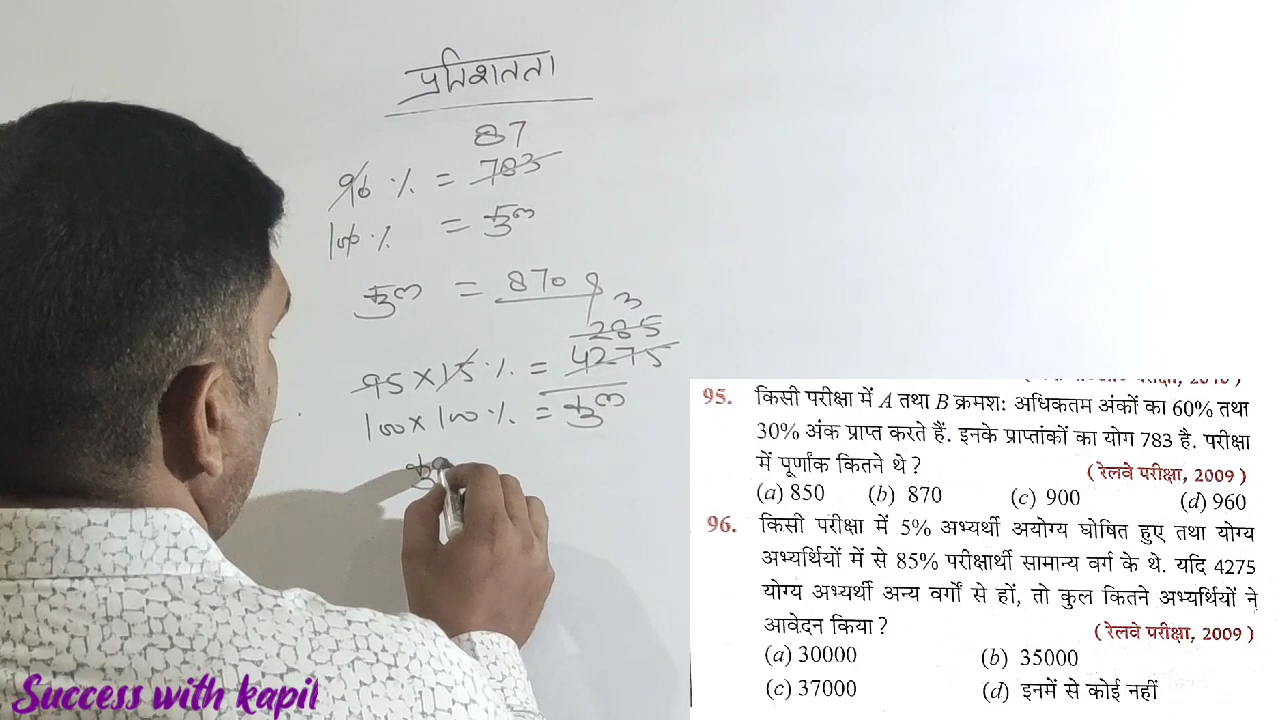 प्रतिशतता
87
90 % = 783
100 % = कुल
कुल = 870
3
285
95 × 15 % = 4275
100 × 100 % = कुल
95. किसी परीक्षा में A तथा B क्रमश: अधिकतम अंकों का 60% तथा
30% अंक प्राप्त करते हैं. इनके प्राप्तांकों का योग 783 है. परीक्षा
में पूर्णांक कितने थे ? (रेलवे परीक्षा, 2009)
(a) 850 (b) 870 (c) 900 (d) 960
96. किसी परीक्षा में 5% अभ्यर्थी अयोग्य घोषित हुए तथा योग्य
अभ्यर्थियों में से 85% परीक्षार्थी सामान्य वर्ग के थे. यदि 4275
योग्य अभ्यर्थी अन्य वर्गों से हों, तो कुल कितने अभ्यर्थियों ने
आवेदन किया ? (रेलवे परीक्षा, 2009)
(a) 30000 (b) 35000
(c) 37000 (d) इनमें से कोई नहीं
Success with kapil